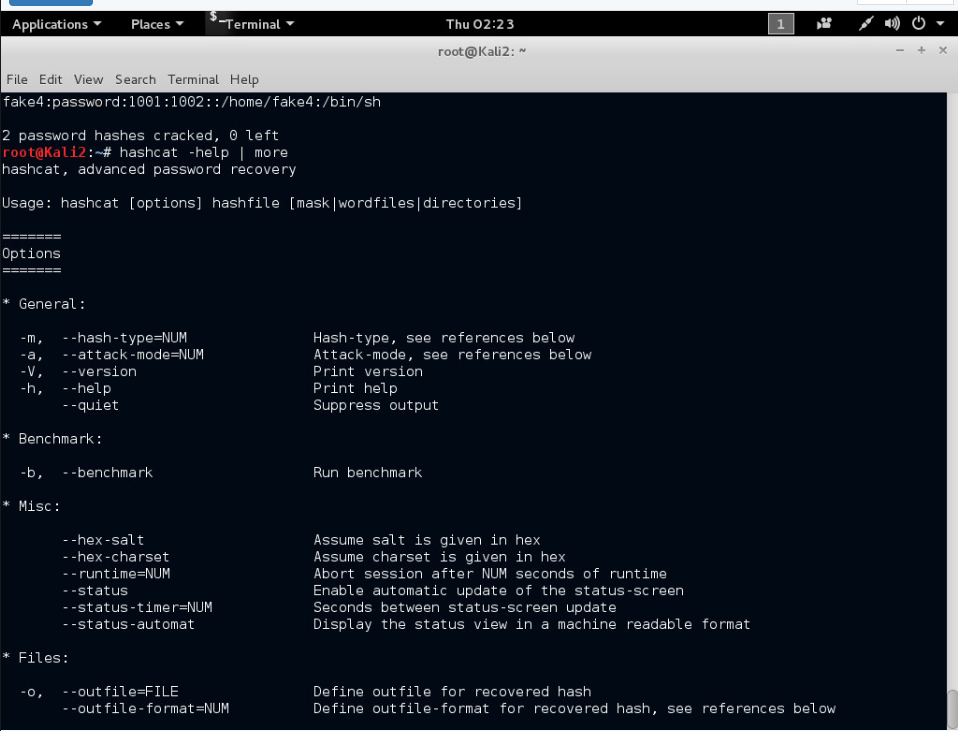 Applications Places Terminal Thu 02:23 1
root@Kali2: ~
File Edit View Search Terminal Help
fake4:password:1001:1002::/home/fake4:/bin/sh
2 password hashes cracked, 0 left
root@Kali2:~# hashcat -help | more
hashcat, advanced password recovery
Usage: hashcat [options] hashfile [mask|wordfiles|directories]
=======
Options
=======
* General:
-m, --hash-type=NUM Hash-type, see references below
-a, --attack-mode=NUM Attack-mode, see references below
-V, --version Print version
-h, --help Print help
--quiet Suppress output
* Benchmark:
-b, --benchmark Run benchmark
* Misc:
--hex-salt Assume salt is given in hex
--hex-charset Assume charset is given in hex
--runtime=NUM Abort session after NUM seconds of runtime
--status Enable automatic update of the status-screen
--status-timer=NUM Seconds between status-screen update
--status-automat Display the status view in a machine readable format
* Files:
-o, --outfile=FILE Define outfile for recovered hash
--outfile-format=NUM Define outfile-format for recovered hash, see references below